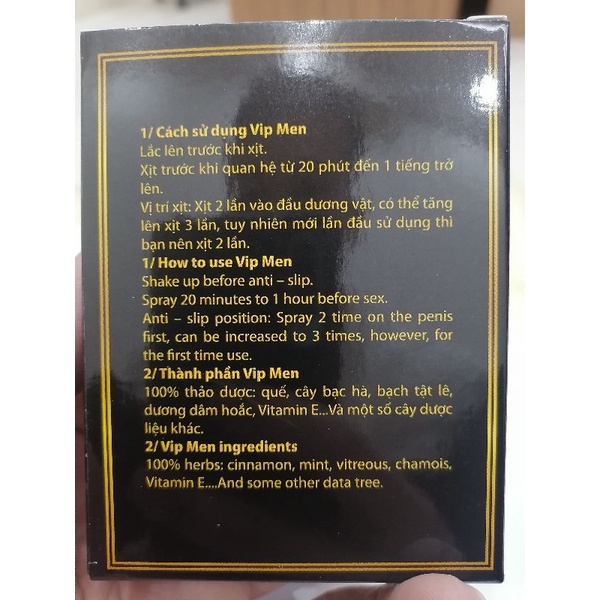 1/ Cách sử dụng Vip Men
Lắc lên trước khi xịt.
Xịt trước khi quan hệ từ 20 phút đến 1 tiếng trở
lên.
Vị trí xịt: Xịt 2 lần vào đầu dương vật, có thể tăng
lên xịt 3 lần, tuy nhiên mới lần đầu sử dụng thì
bạn nên xịt 2 lần.
1/ How to use Vip Men
Shake up before anti – slip.
Spray 20 minutes to 1 hour before sex.
Anti – slip position: Spray 2 time on the penis
first, can be increased to 3 times, however, for
the first time use.
2/ Thành phần Vip Men
100% thảo dược: quế, cây bạc hà, bạch tật lê,
dương dâm hoắc, Vitamin E...Và một số cây dược
liệu khác.
2/ Vip Men ingredients
100% herbs: cinnamon, mint, vitreous, chamois,
Vitamin E....And some other data tree.